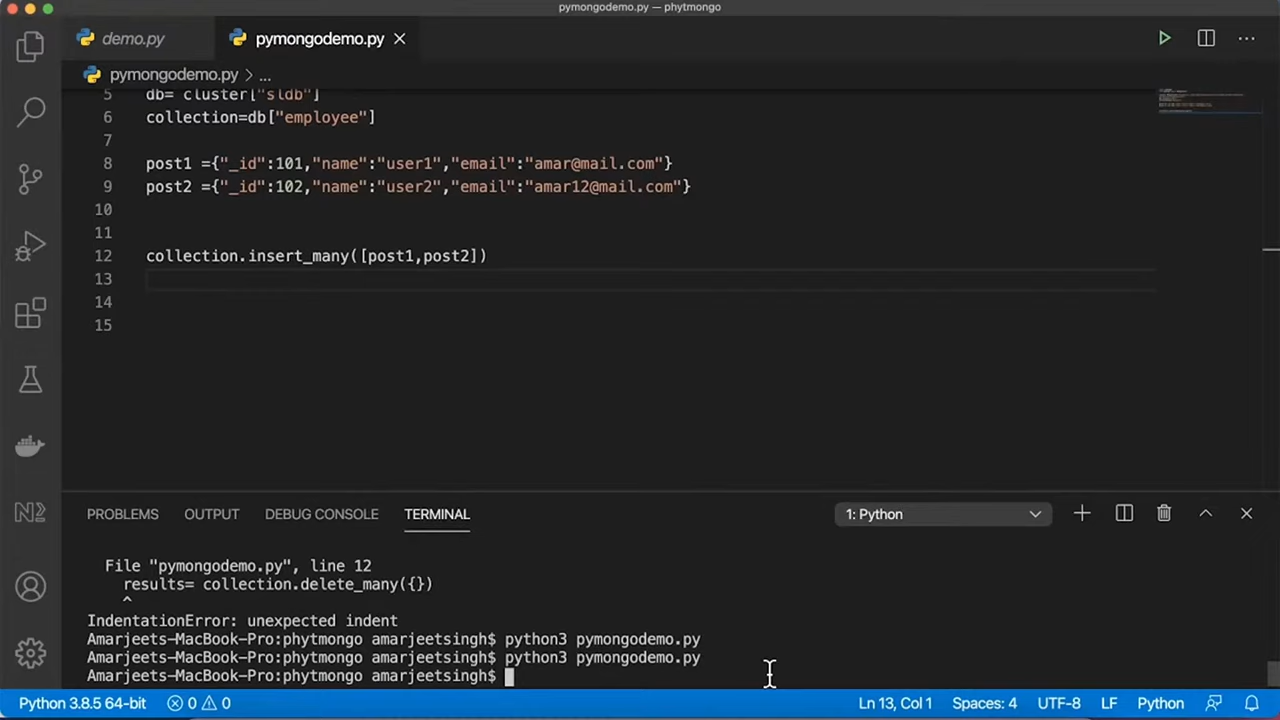 pymongodemo.py — phytmongo
demo.py
pymongodemo.py
pymongodemo.py > ...
5 db= cluster["sldb"]
6 collection=db["employee"]
7
8 post1 ={"_id":101,"name":"user1","email":"amar@mail.com"}
9 post2 ={"_id":102,"name":"user2","email":"amar12@mail.com"}
10
11
12 collection.insert_many([post1,post2])
13
14
15
PROBLEMS OUTPUT DEBUG CONSOLE TERMINAL 1: Python
File "pymongodemo.py", line 12
results= collection.delete_many({})
^
IndentationError: unexpected indent
Amarjeets-MacBook-Pro:phytmongo amarjeetsingh$ python3 pymongodemo.py
Amarjeets-MacBook-Pro:phytmongo amarjeetsingh$ python3 pymongodemo.py
Amarjeets-MacBook-Pro:phytmongo amarjeetsingh$
Python 3.8.5 64-bit 0 0 Ln 13, Col 1 Spaces: 4 UTF-8 LF Python